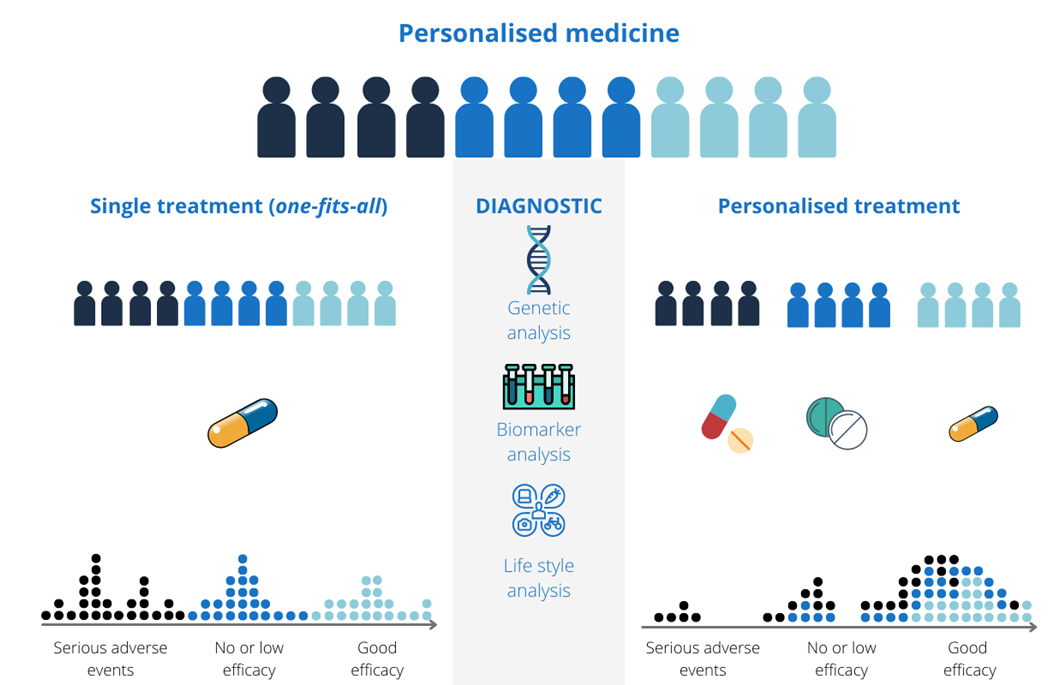 Personalised medicine
Single treatment (one-fits-all)
DIAGNOSTIC
Personalised treatment
Genetic
analysis
Biomarker
analysis
Life style
analysis
Serious adverse
events
No or low
efficacy
Good
efficacy
Serious adverse
events
No or low
efficacy
Good
efficacy